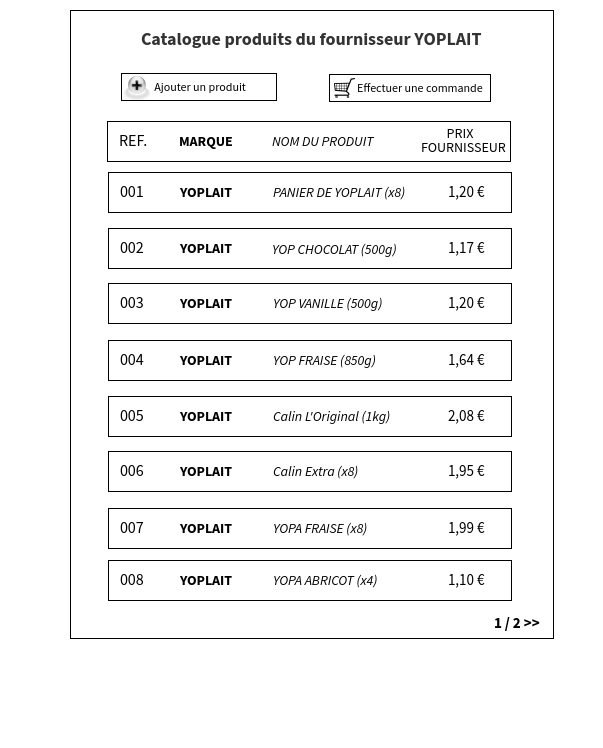 Catalogue produits du fournisseur YOPLAIT
Ajouter un produit
Effectuer une commande
REF. MARQUE NOM DU PRODUIT PRIX FOURNISSEUR
001 YOPLAIT PANIER DE YOPLAIT (x8) 1,20 €
002 YOPLAIT YOP CHOCOLAT (500g) 1,17 €
003 YOPLAIT YOP VANILLE (500g) 1,20 €
004 YOPLAIT YOP FRAISE (850g) 1,64 €
005 YOPLAIT Calin L'Original (1kg) 2,08 €
006 YOPLAIT Calin Extra (x8) 1,95 €
007 YOPLAIT YOPA FRAISE (x8) 1,99 €
008 YOPLAIT YOPA ABRICOT (x4) 1,10 €
1 / 2 >>